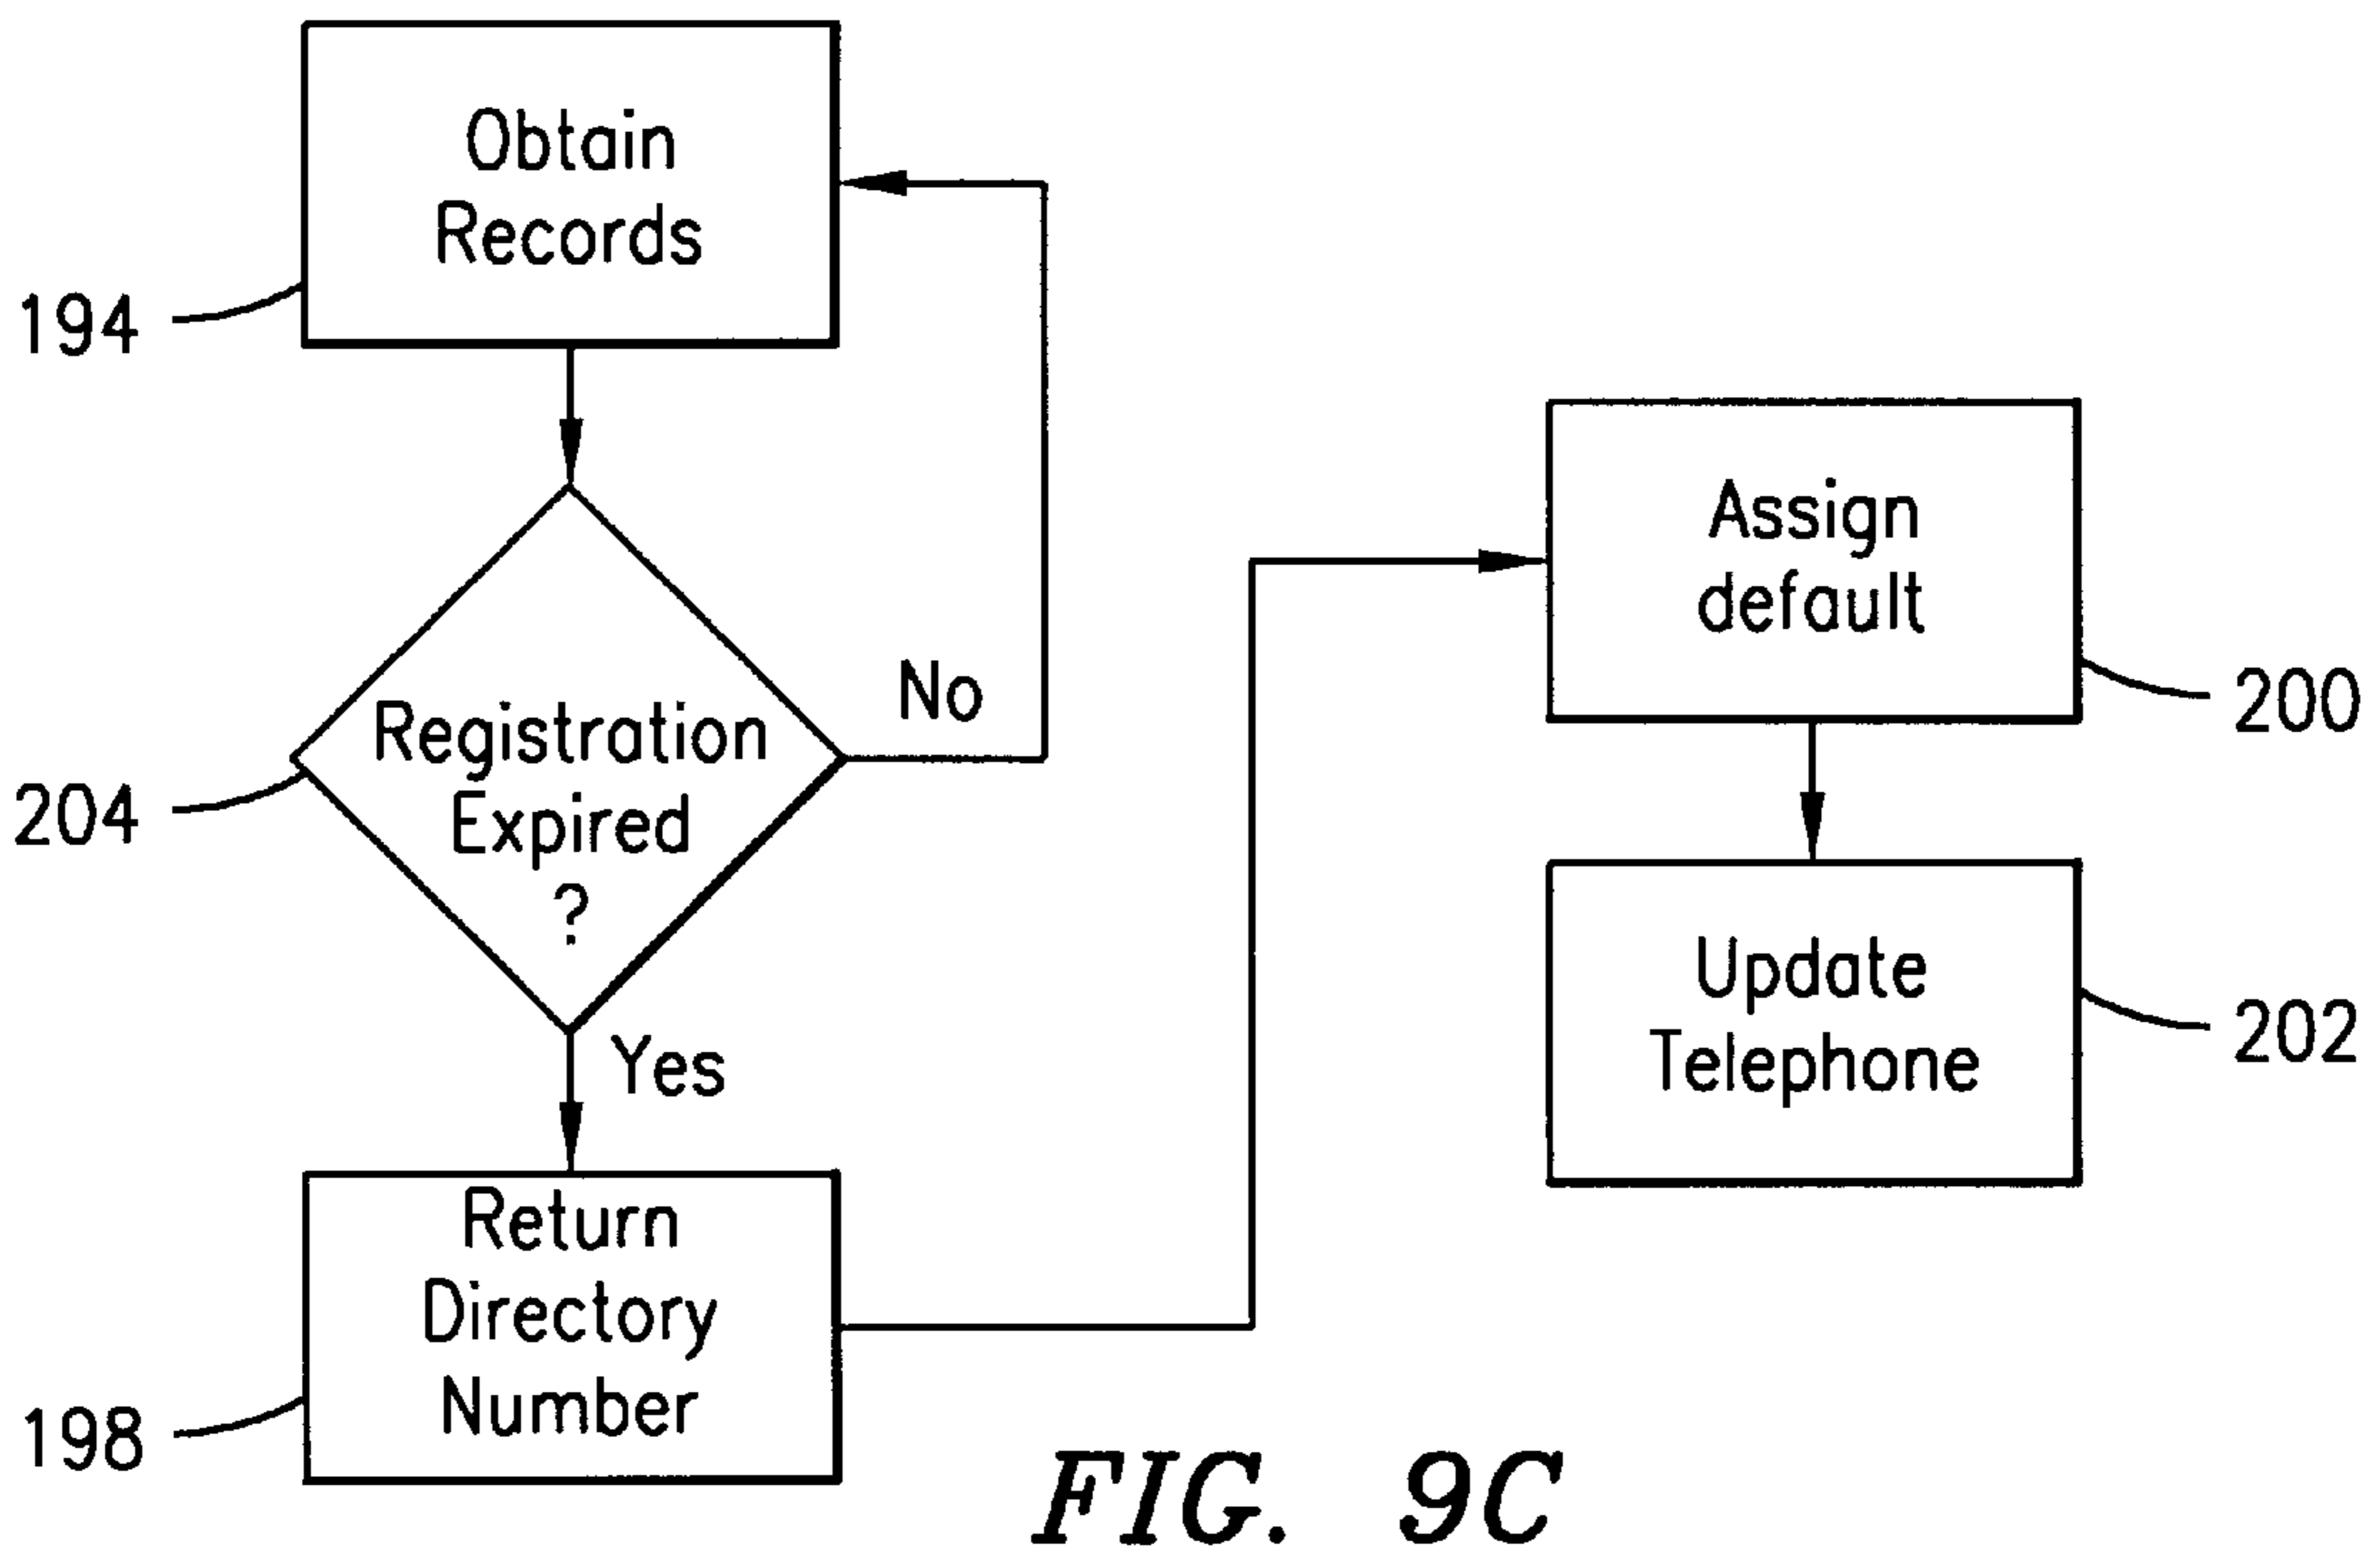 Obtain
Records
194
Registration
Expired
?
No
204
Yes
Return
Directory
Number
198
Assign
default
200
Update
Telephone
202
FIG. 9C